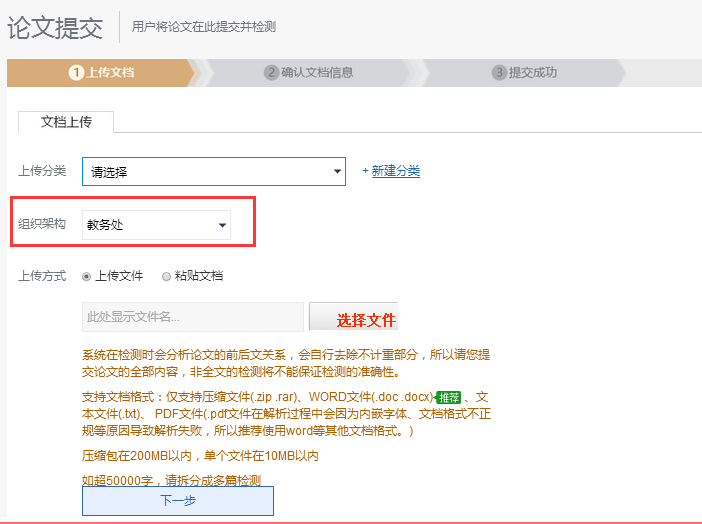 论文提交 用户将论文在此提交并检测
1 上传文档 2 确认文档信息 3 提交成功
文档上传
上传分类 请选择 + 新建分类
组织架构 教务处
上传方式 上传文件 粘贴文档
此处显示文件名... 选择文件
系统在检测时会分析论文的前后文关系，会自行去除不计重部分，所以请您提
交论文的全部内容，非全文的检测将不能保证检测的准确性。
支持文档格式：仅支持压缩文件(.zip .rar)、WORD文件(.doc .docx) 推荐 、文
本文件(.txt)、 PDF文件(.pdf文件在解析过程中会因为内嵌字体、文档格式不正
规等原因导致解析失败，所以推荐使用word等其他文档格式。)
压缩包在200MB以内，单个文件在10MB以内
如超50000字，请拆分成多篇检测
下一步